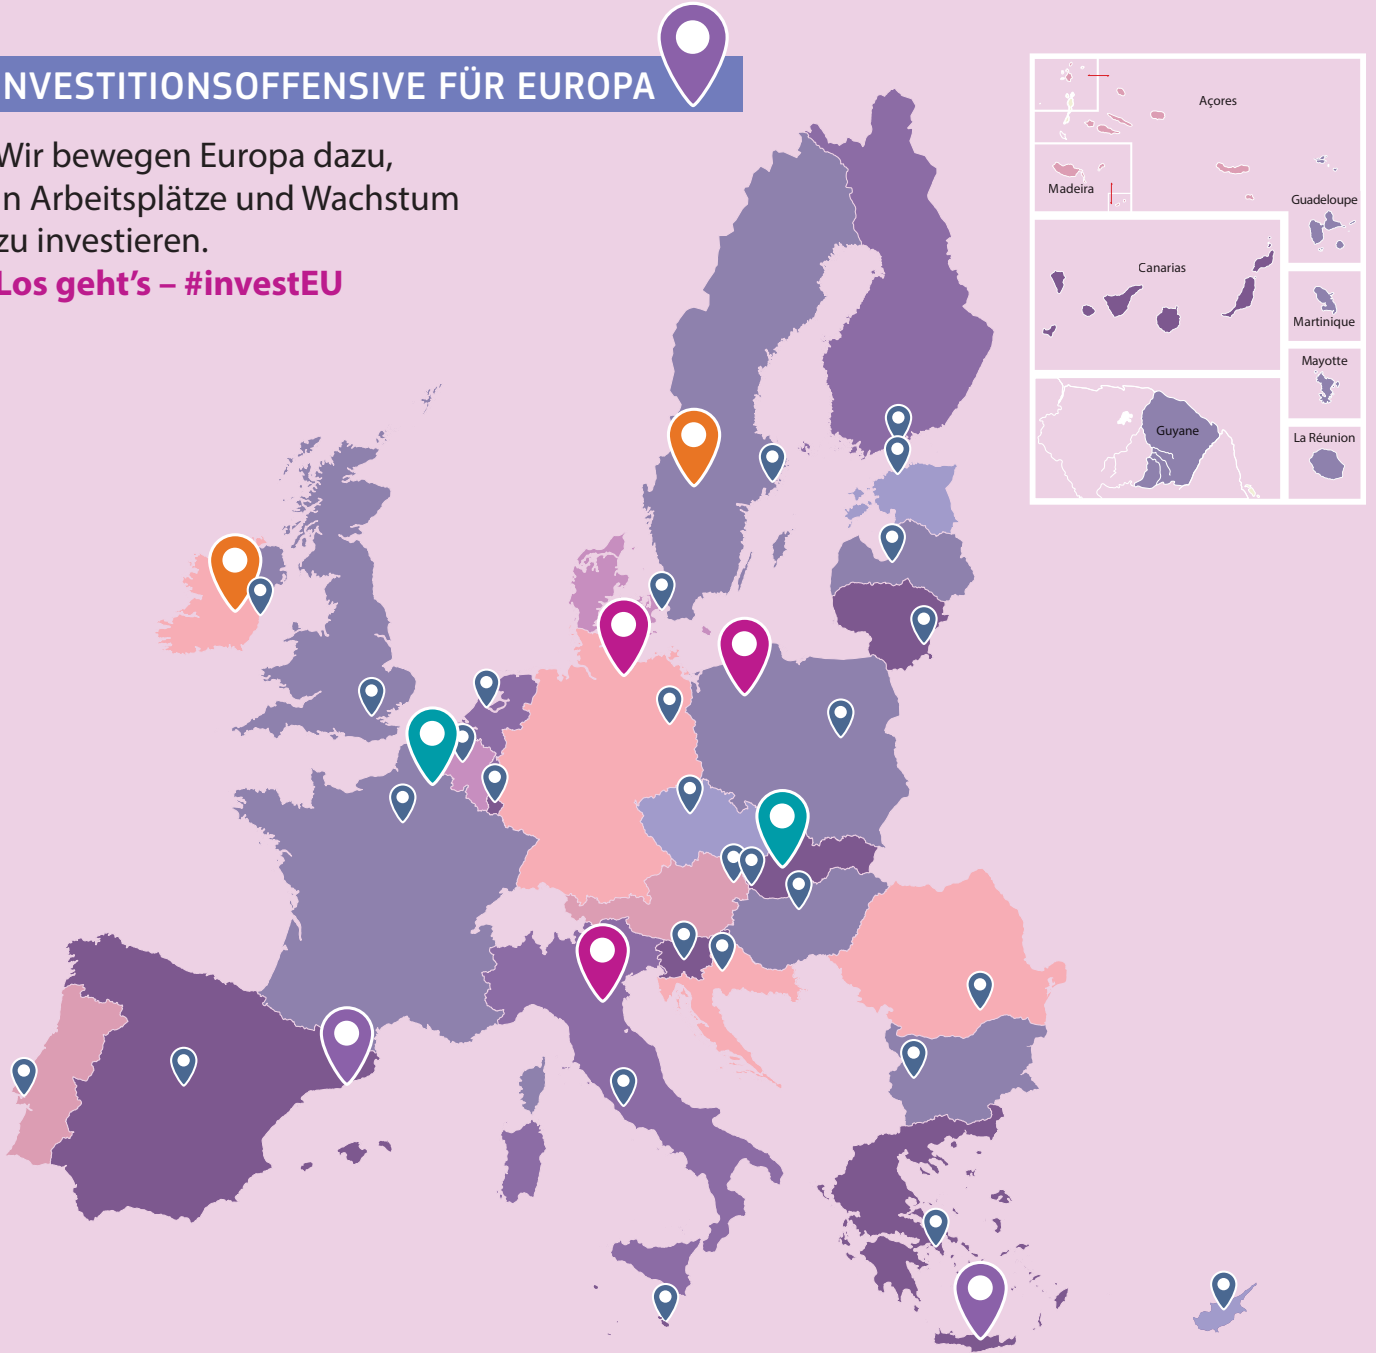 NVESTITIONSOFFENSIVE FÜR EUROPA
Wir bewegen Europa dazu,
in Arbeitsplätze und Wachstum
zu investieren.
Los geht's – #investEU
Açores
Madeira
Guadeloupe
Canarias
Martinique
Mayotte
Guyane
La Réunion